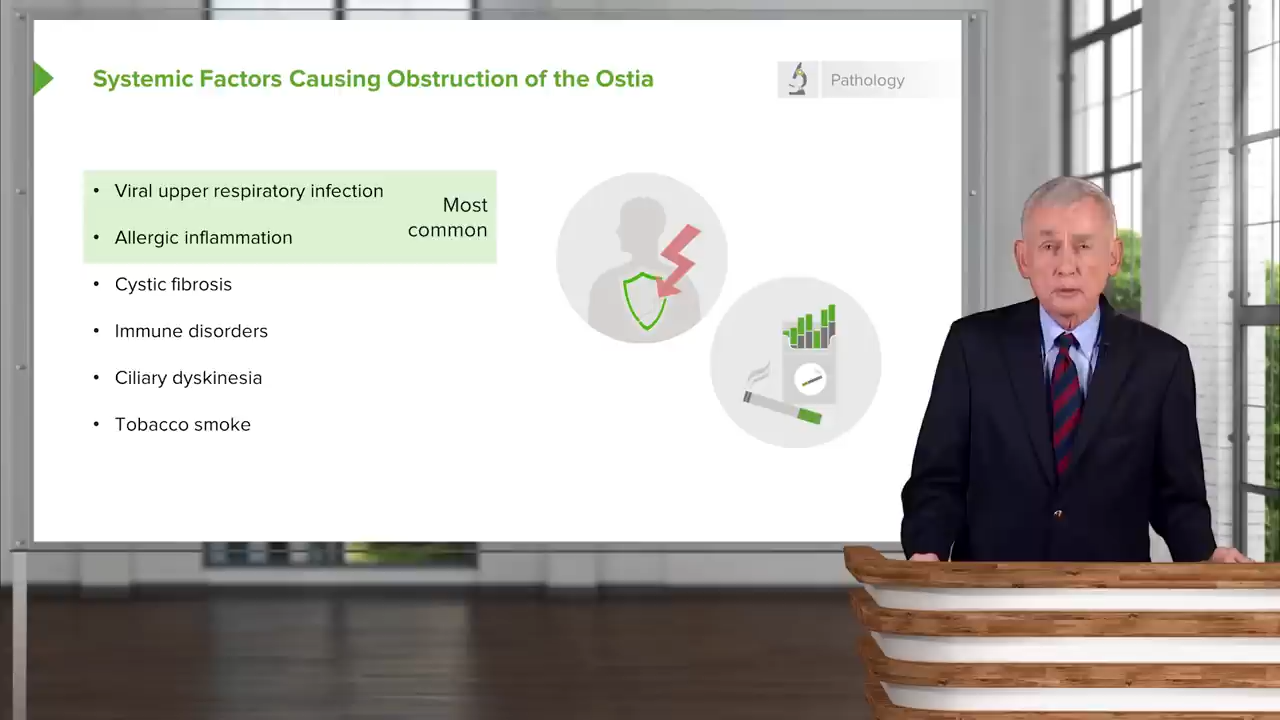 Systemic Factors Causing Obstruction of the Ostia
Pathology
• Viral upper respiratory infection
• Allergic inflammation
Most
common
• Cystic fibrosis
• Immune disorders
• Ciliary dyskinesia
• Tobacco smoke